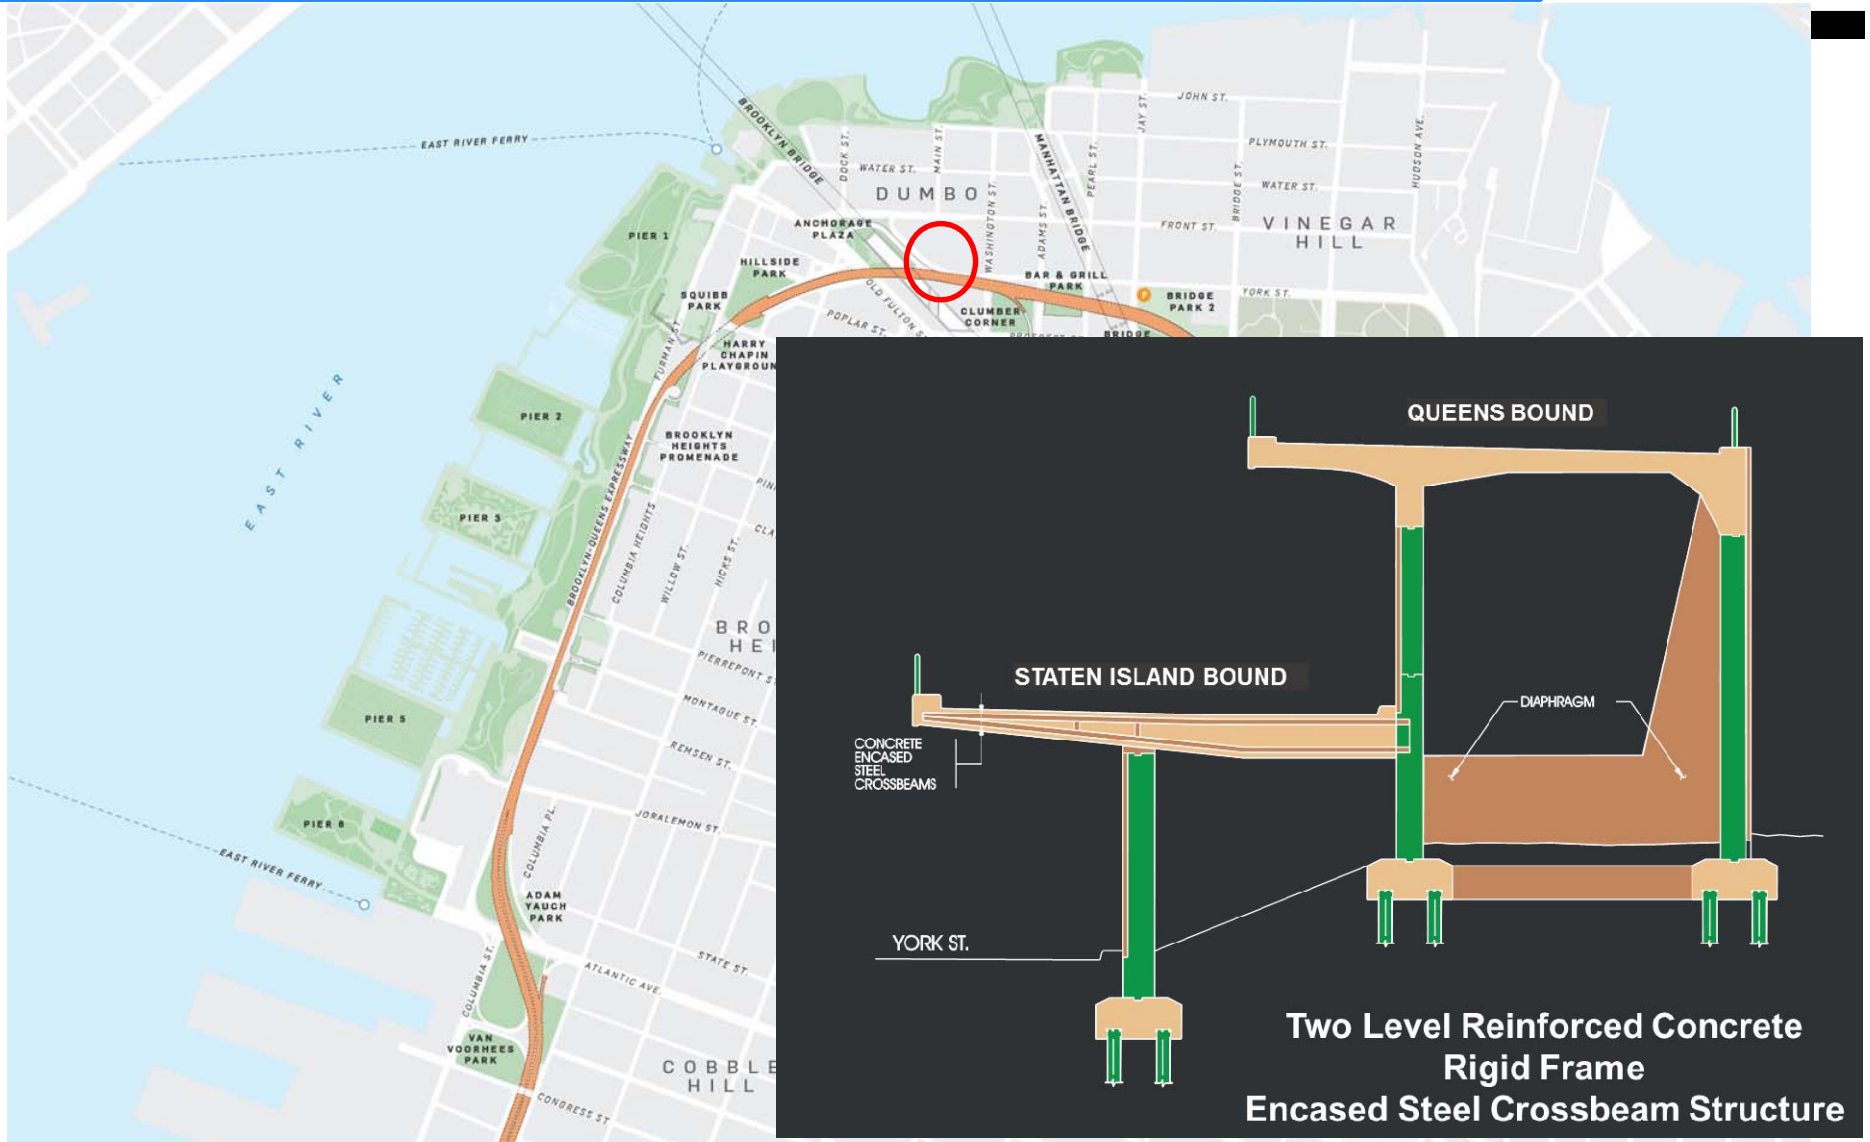 JOHN ST.
JAY ST.
HUDSON AVE.
BROOKLYN BRIDGE
EAST RIVER FERRY
DOCK ST.
MAIN ST.
MANHATTAN BRIDGE
PEARL ST.
PLYMOUTH ST.
WATER ST.
WATER ST.
BRIDGE ST.
DUMBO
WASHINGTON ST.
ADAMS ST.
FRONT ST.
VINEGAR
HILL
ANCHORAGE
PLAZA
PIER 1
HILLSIDE
PARK
BAR & GRILL
PARK
SQUIBB
PARK
OLD FULTON ST.
F
BRIDGE
PARK 2
YORK ST.
CLUMBER
CORNER
POPLAR ST.
BRIDGE
FURMAN ST
HARRY
CHAPIN
PLAYGROUN
EAST RIVER
PIER 2
BROOKLYN
HEIGHTS
PROMENADE
BROOKLYN-QUEENS EXPRESSWAY
PIN
PIER 3
CLA
COLUMBIA HEIGHTS
WILLOW ST.
HICKS ST.
BRO
HEI
PIERREPONT S
MONTAGUE ST.
PIER 5
REMSEN ST.
JORALEMON ST.
PIER 6
COLUMBIA PL.
EAST RIVER FERRY
ADAM
YAUCH
PARK
STATE ST.
ATLANTIC AVE.
COLUMBIA ST.
VAN
VOORHEES
PARK
COBBLE
HILL
CONGRESS ST
QUEENS BOUND
STATEN ISLAND BOUND
DIAPHRAGM
CONCRETE
ENCASED
STEEL
CROSSBEAMS
YORK ST.
Two Level Reinforced Concrete
Rigid Frame
Encased Steel Crossbeam Structure